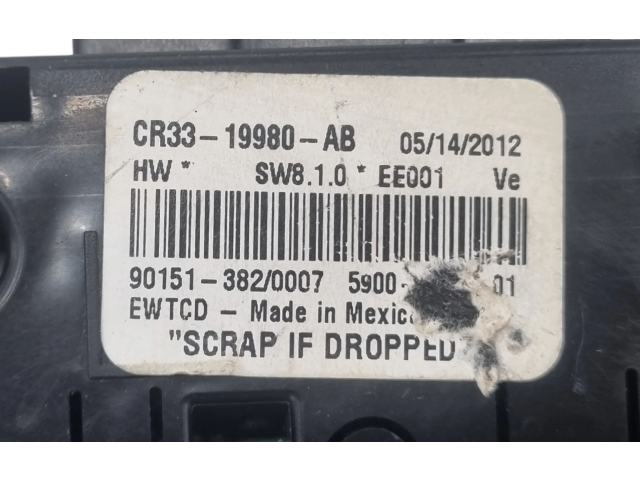 CR33-19980-AB 05/14/2012
HW * SW8.1.0 * EE001 Ve
90151-382/0007 5900- 01
EWTCD - Made in Mexico
"SCRAP IF DROPPED